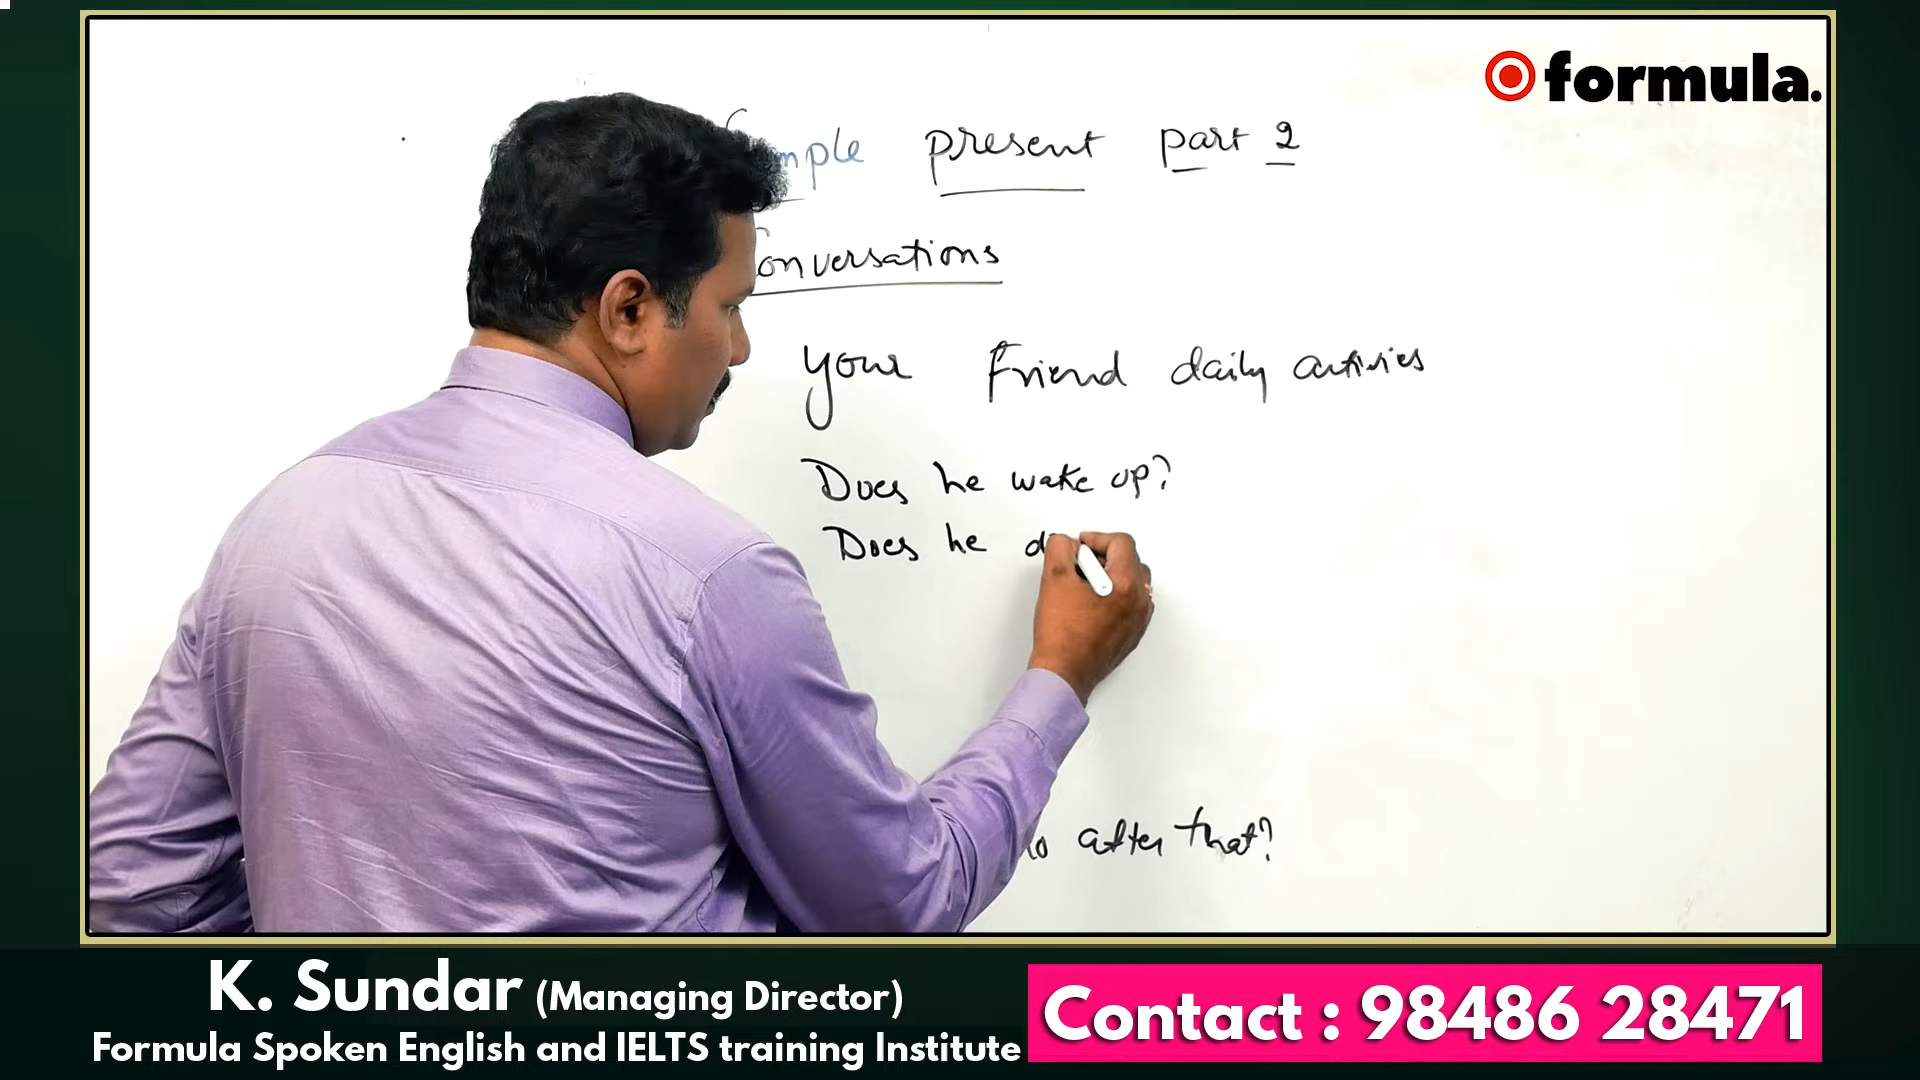 formula.
mple present part 2
onversations
your Friend daily activies
Does he wake up?
Does he d
after that?
K. Sundar (Managing Director)
Formula Spoken English and IELTS training Institute
Contact : 98486 28471